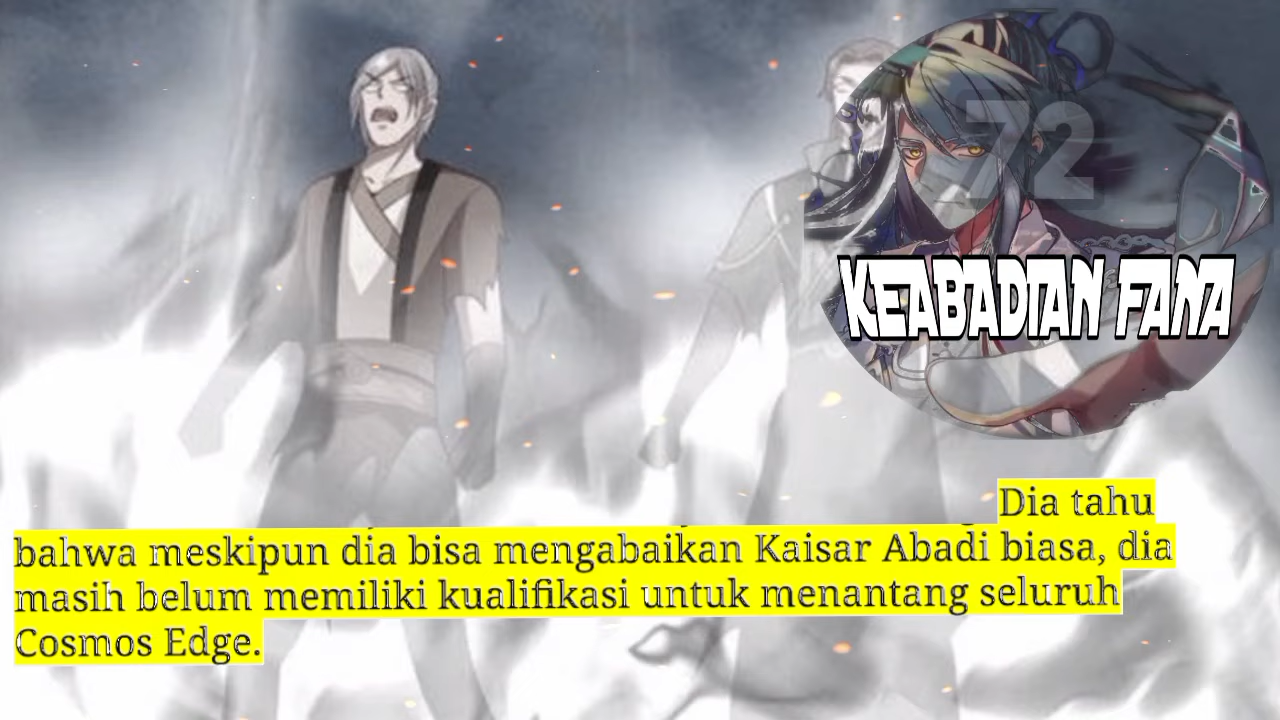 72
KEABADIAN FANA
Dia tahu
bahwa meskipun dia bisa mengabaikan Kaisar Abadi biasa, dia
masih belum memiliki kualifikasi untuk menantang seluruh
Cosmos Edge.